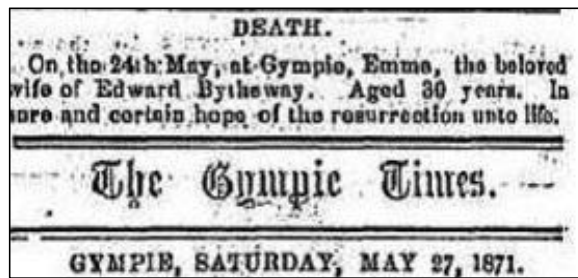 DEATH.
On the 24th May, at Gympie, Emma, the beloved
wife of Edward Bytheway. Aged 30 years. In
sure and certain hope of the resurrection unto life.
The Gympie Times.
GYMPIE, SATURDAY, MAY 27, 1871.